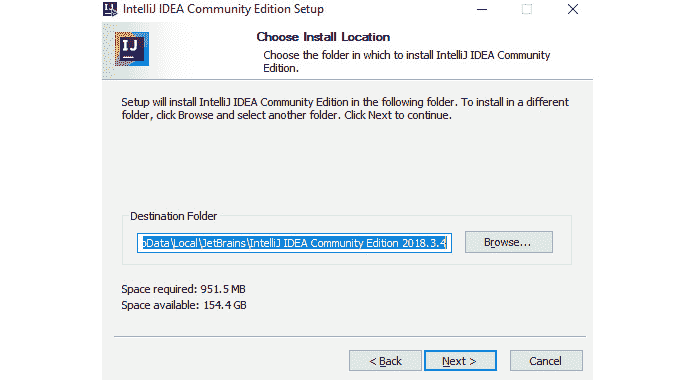 IntelliJ IDEA Community Edition Setup
IJ
Choose Install Location
Choose the folder in which to install IntelliJ IDEA Community
Edition.
Setup will install IntelliJ IDEA Community Edition in the following folder. To install in a different
folder, click Browse and select another folder. Click Next to continue.
Destination Folder
pData\Local\JetBrains\IntelliJ IDEA Community Edition 2018.3.4
Browse...
Space required: 951.5 MB
Space available: 154.4 GB
< Back Next > Cancel